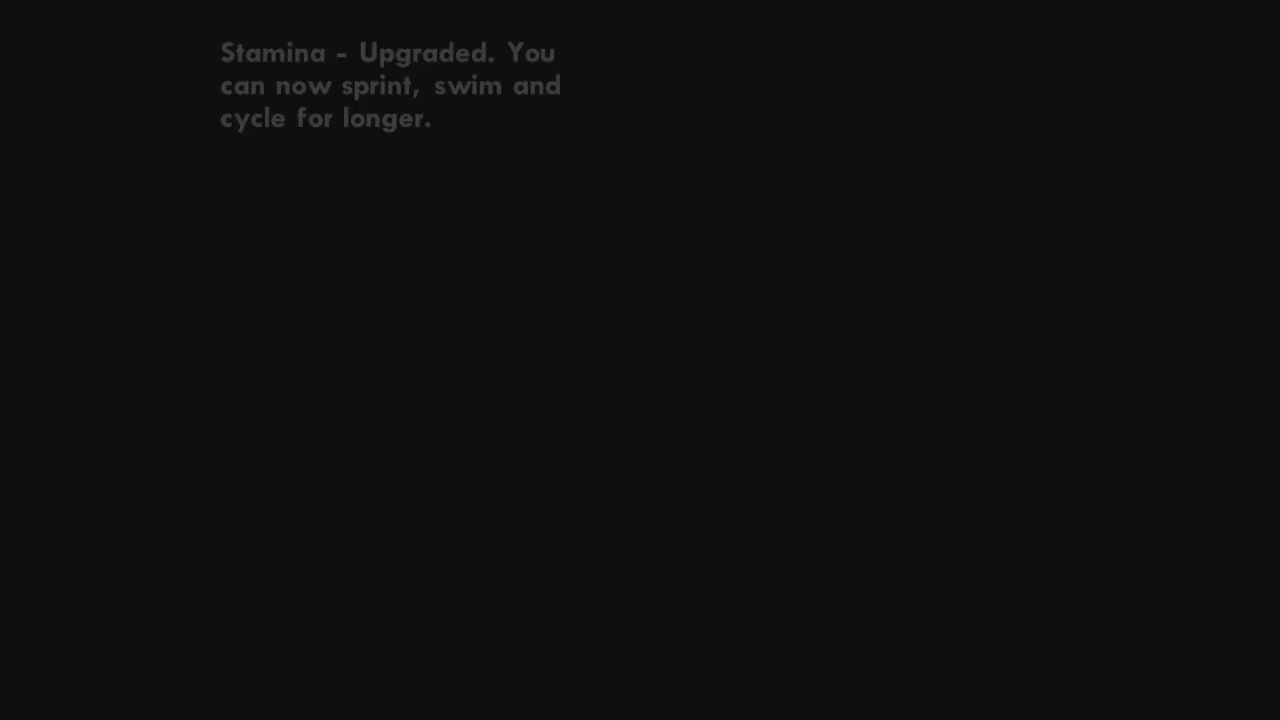 Stamina - Upgraded. You
can now sprint, swim and
cycle for longer.